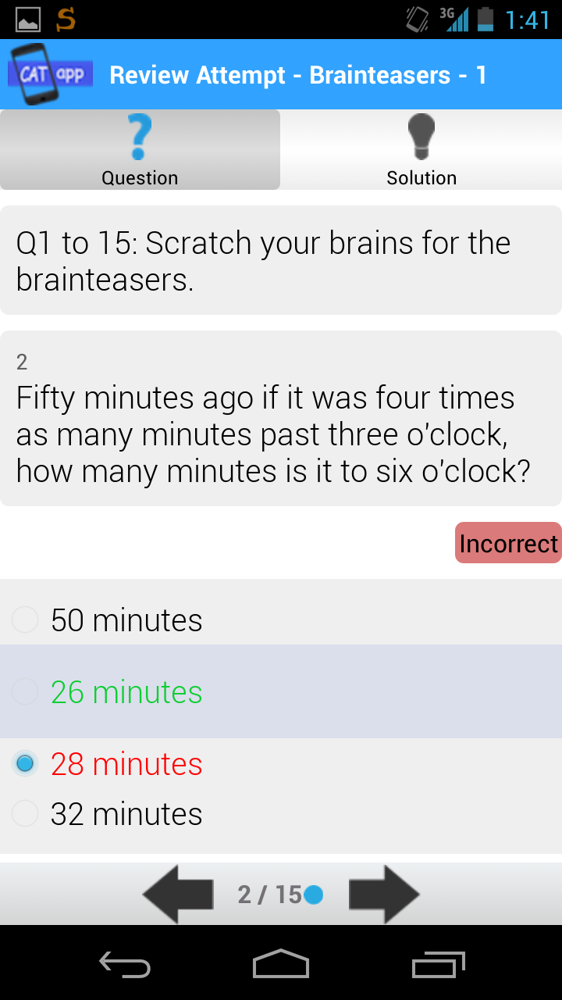 3G 1:41
CAT app Review Attempt - Brainteasers - 1
Question Solution
Q1 to 15: Scratch your brains for the
brainteasers.
2
Fifty minutes ago if it was four times
as many minutes past three o'clock,
how many minutes is it to six o'clock?
Incorrect
50 minutes
26 minutes
28 minutes
32 minutes
2 / 15